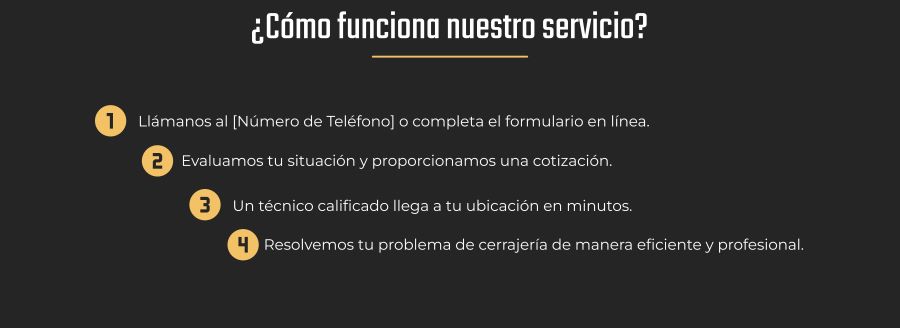 ¿Cómo funciona nuestro servicio?
1 Llámanos al [Número de Teléfono] o completa el formulario en línea.
2 Evaluamos tu situación y proporcionamos una cotización.
3 Un técnico calificado llega a tu ubicación en minutos.
4 Resolvemos tu problema de cerrajería de manera eficiente y profesional.